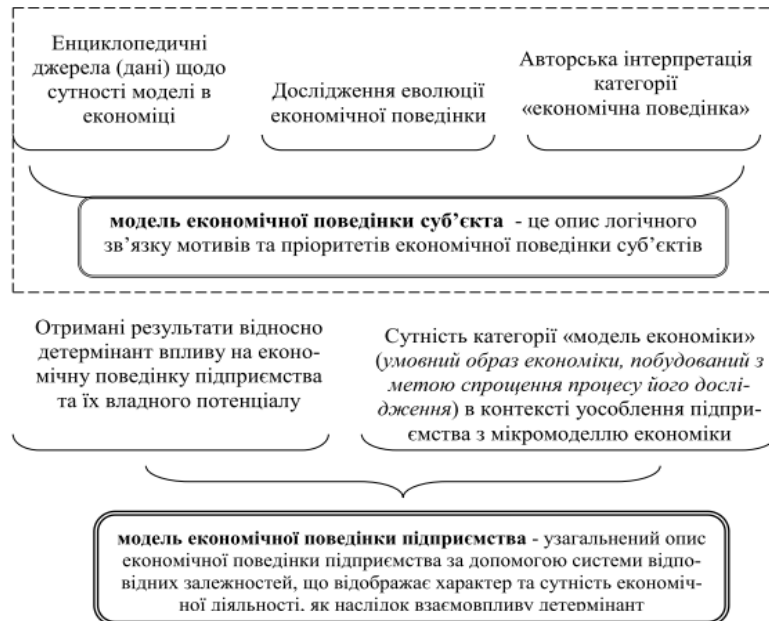 Енциклопедичні
джерела (дані) щодо
сутності моделі в
економіці
Дослідження еволюції
економічної поведінки
Авторська інтерпретація
категорії
«економічна поведінка»
модель економічної поведінки суб’єкта - це опис логічного
зв’язку мотивів та пріоритетів економічної поведінки суб’єктів
Отримані результати відносно
детермінант впливу на еконо-
мічну поведінку підприємства
та їх владного потенціалу
Сутність категорії «модель економіки»
(умовний образ економіки, побудований з
метою спрощення процесу його дослі-
дження) в контексті уособлення підпри-
ємства з мікромоделлю економіки
модель економічної поведінки підприємства - узагальнений опис
економічної поведінки підприємства за допомогою системи відпо-
відних залежностей, що відображає характер та сутність економіч-
ної діяльності, як наслідок взаємовпливу детермінант